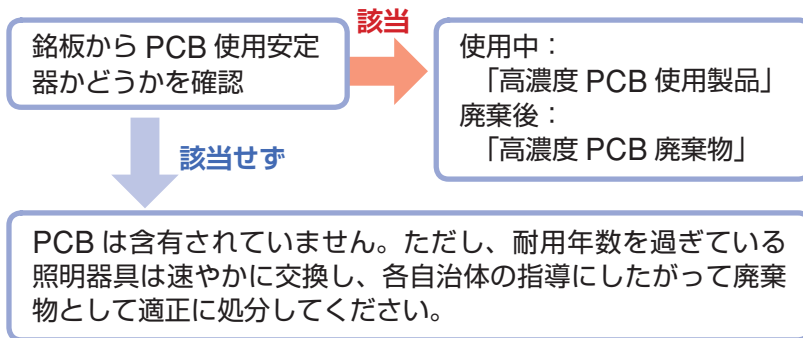 該当
銘板から PCB 使用安定
器かどうかを確認
使用中：
「高濃度 PCB 使用製品」
廃棄後：
「高濃度 PCB 廃棄物」
該当せず
PCB は含有されていません。ただし、耐用年数を過ぎている
照明器具は速やかに交換し、各自治体の指導にしたがって廃棄
物として適正に処分してください。